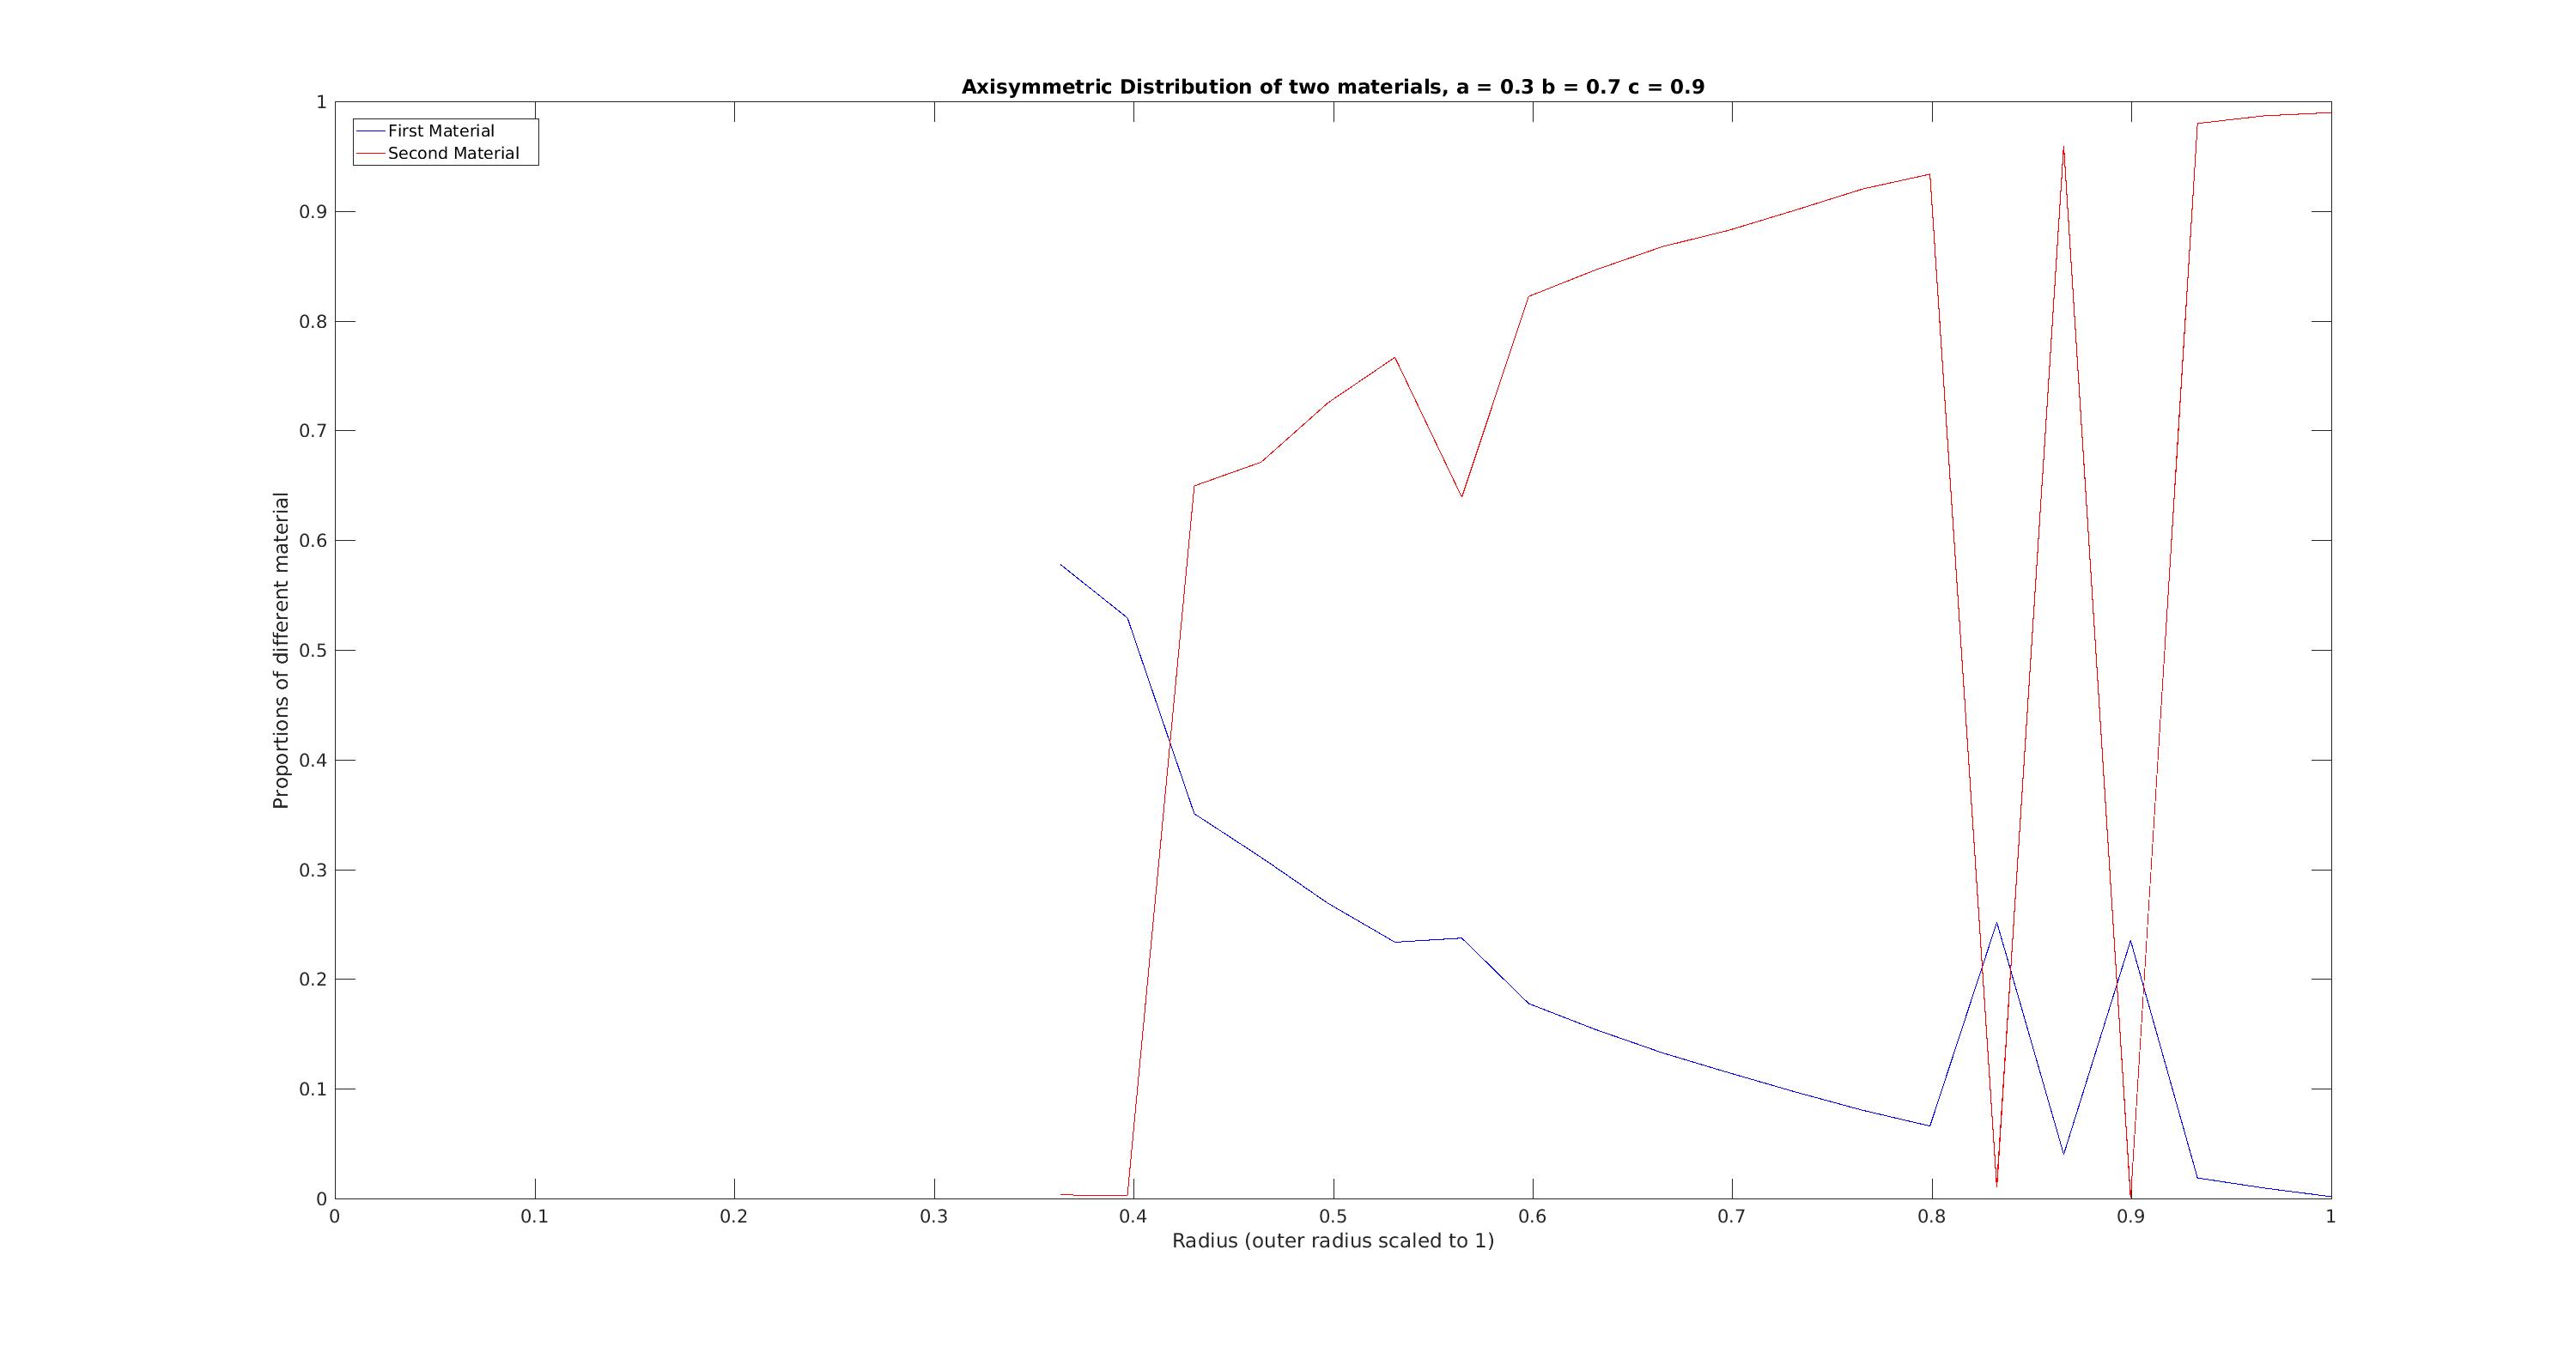 Axisymmetric Distribution of two materials, a = 0.3 b = 0.7 c = 0.9
First Material
Second Material
1
0.9
0.8
0.7
0.6
0.5
0.4
0.3
0.2
0.1
0
Proportions of different material
0 0.1 0.2 0.3 0.4 0.5 0.6 0.7 0.8 0.9 1
Radius (outer radius scaled to 1)